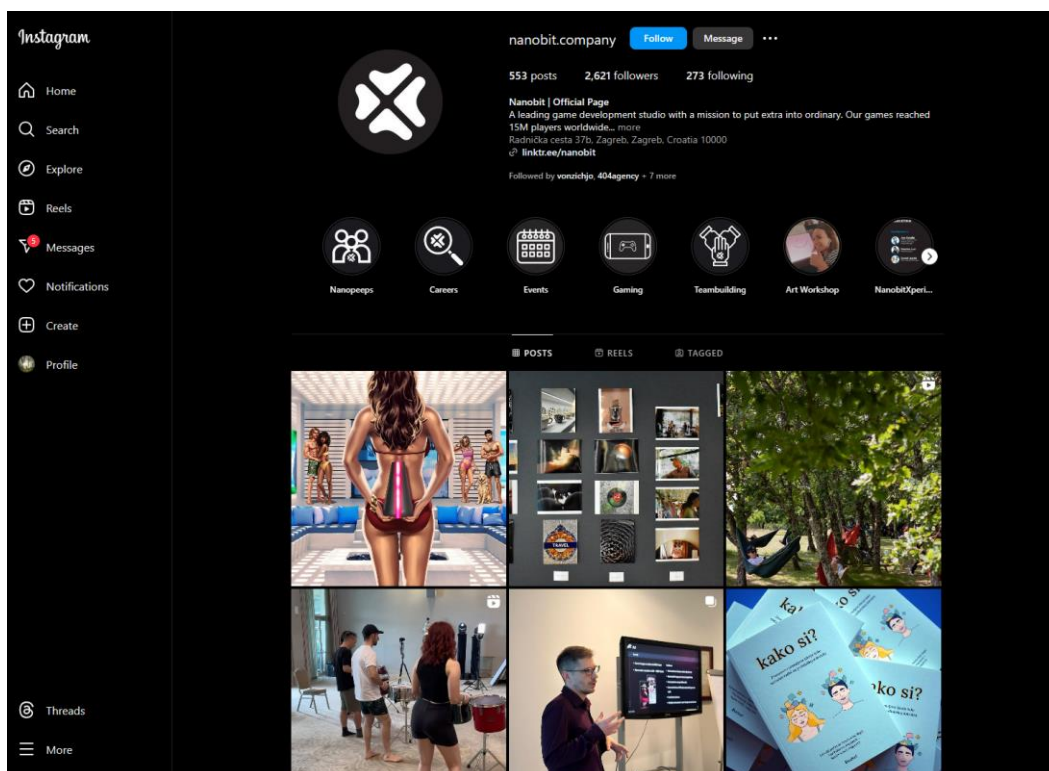 Instagram
Home
Search
Explore
Reels
5
Messages
Notifications
Create
Profile
Threads
More
nanobit.company Follow Message
553 posts 2,621 followers 273 following
Nanobit | Official Page
A leading game development studio with a mission to put extra into ordinary. Our games reached
15M players worldwide... more
Radnička cesta 37b, Zagreb, Zagreb, Croatia 10000
linktr.ee/nanobit
Followed by vonzichjo, 404agency + 7 more
Nanopeeps Careers Events Gaming Teambuilding Art Workshop NanobitXperi...
POSTS REELS TAGGED
TRAVEL
kako si?